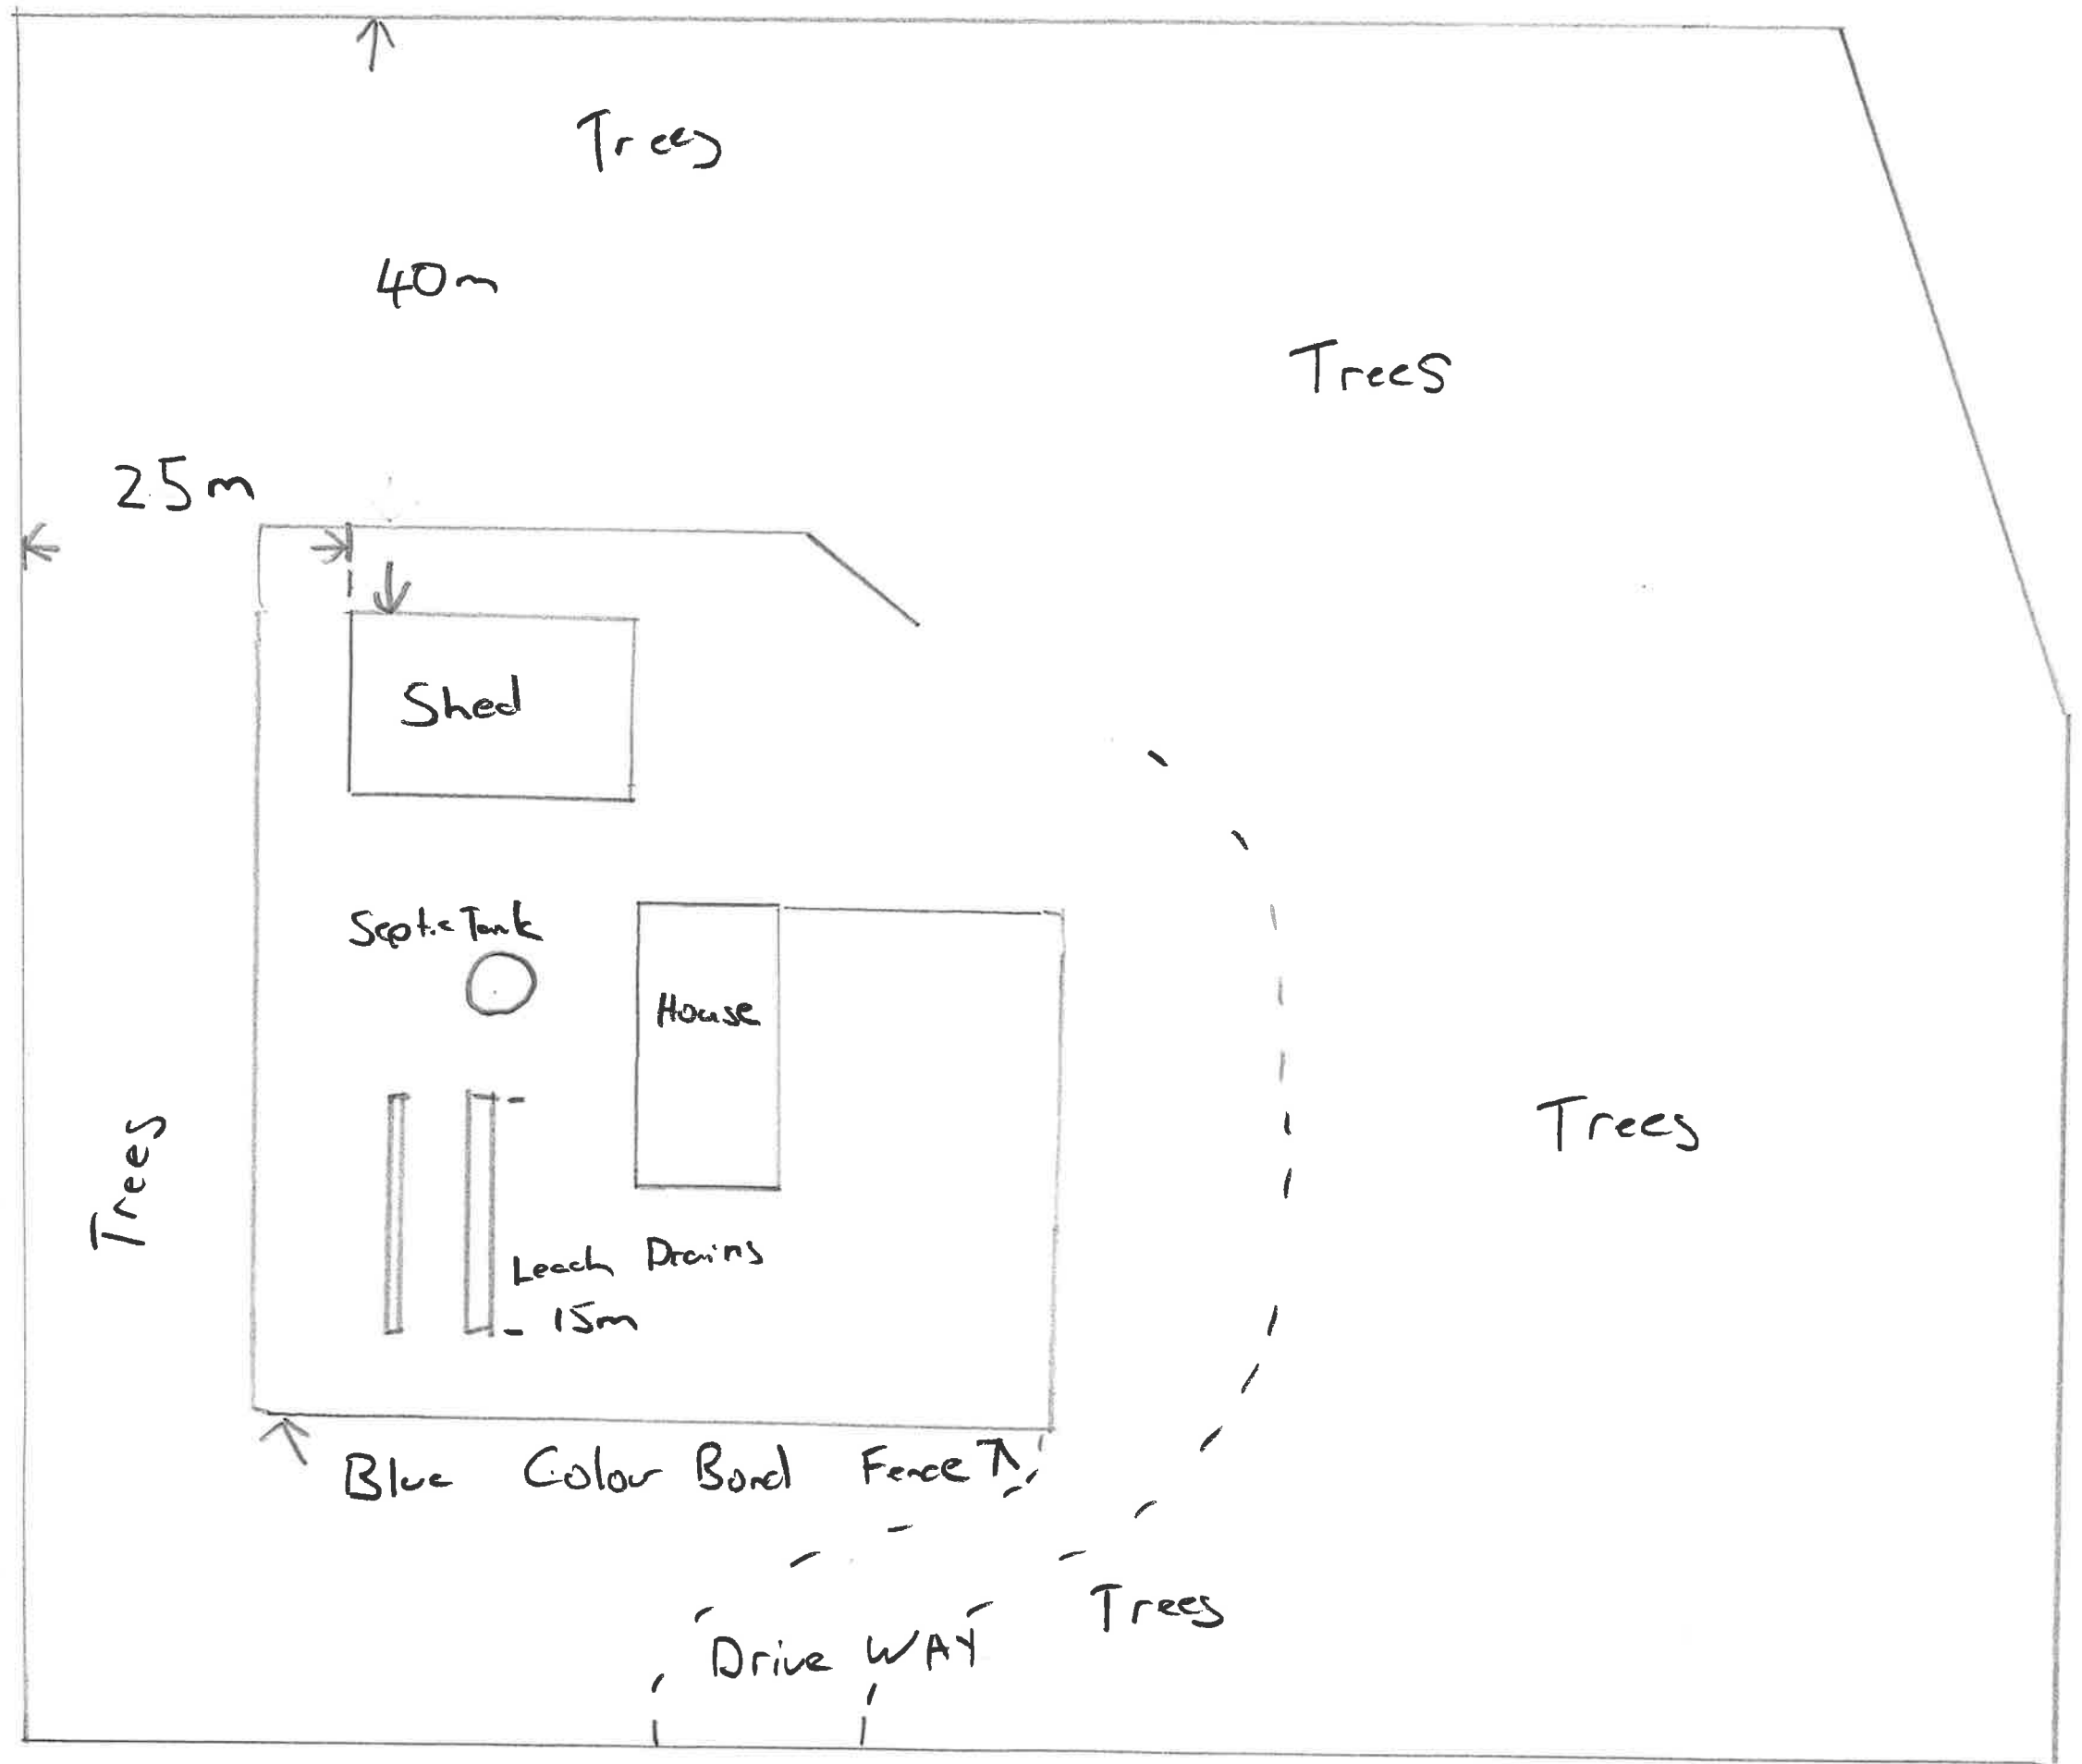 Trees
40m
Trees
25m
Shed
Septic Tank
House
Trees
Trees
Leach Drains
15m
Blue Colour Bond Fence
Trees
Drive WAY